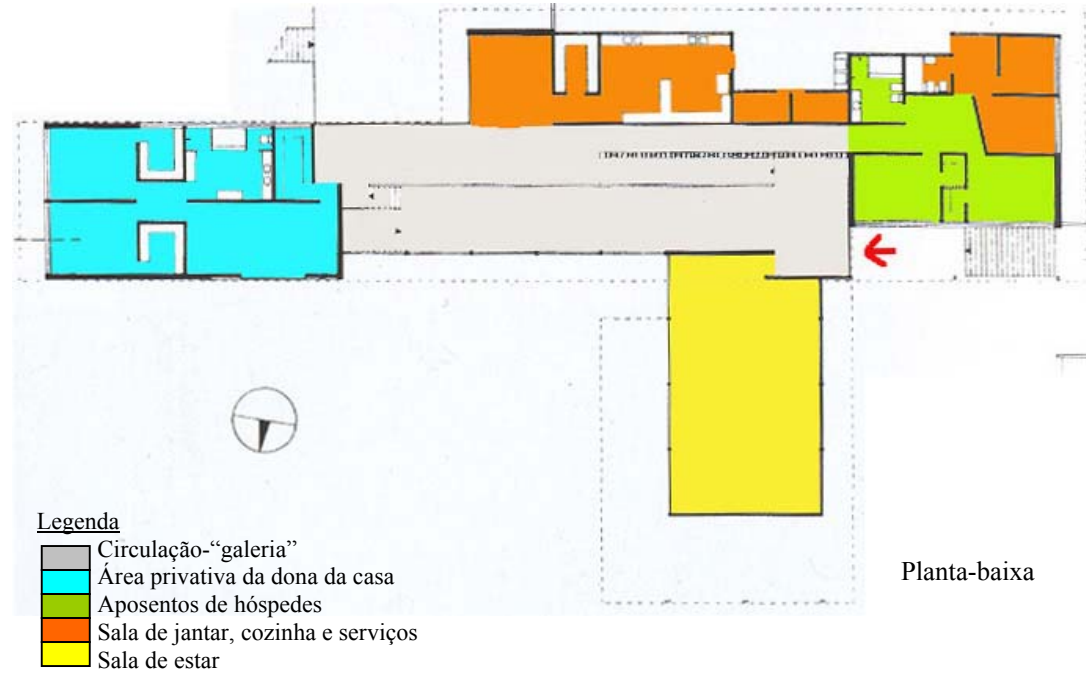 Legenda
Circulação-“galeria”
Área privativa da dona da casa
Aposentos de hóspedes
Sala de jantar, cozinha e serviços
Sala de estar
Planta-baixa